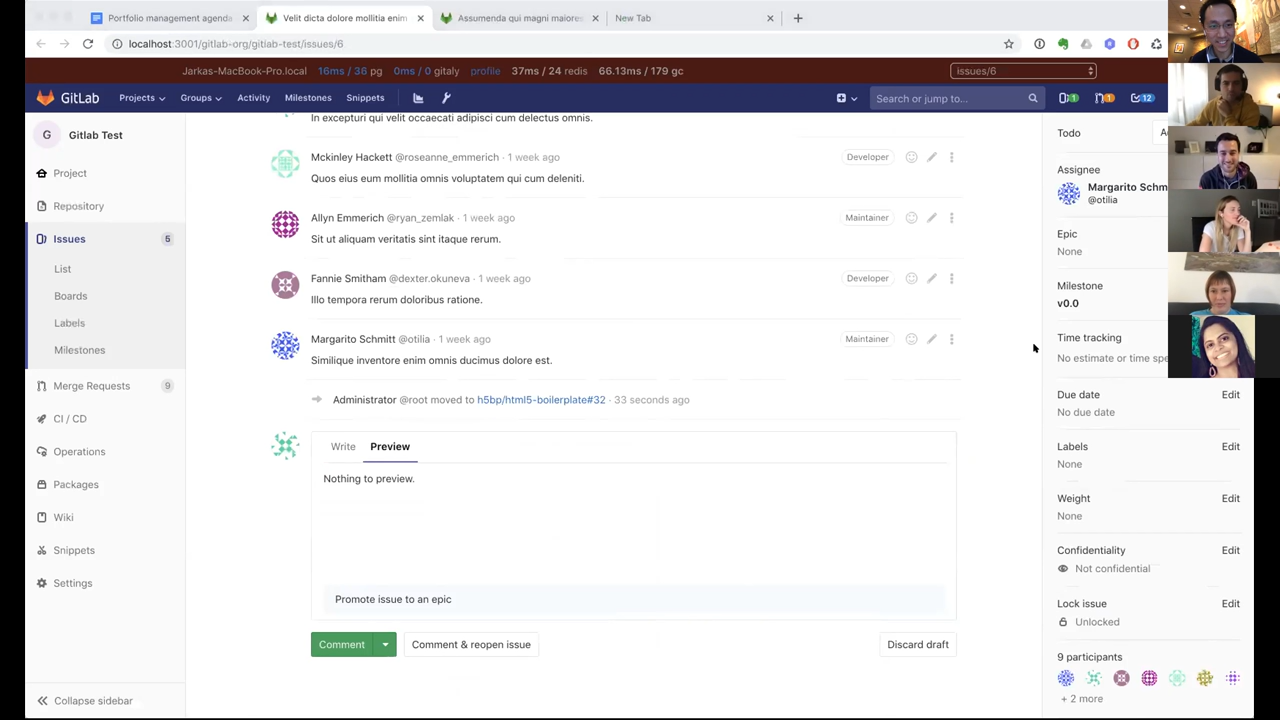 Portfolio management agenda
Velit dicta dolore mollitia enim
Assumenda qui magni maiores
New Tab
localhost:3001/gitlab-org/gitlab-test/issues/6
Jarkas-MacBook-Pro.local 16ms / 36 pg 0ms / 0 gitaly profile 37ms / 24 redis 66.13ms / 179 gc issues/6
GitLab Projects Groups Activity Milestones Snippets Search or jump to... 1 1 12
G Gitlab Test
Project
Repository
Issues 5
List
Boards
Labels
Milestones
Merge Requests 9
CI / CD
Operations
Packages
Wiki
Snippets
Settings
Collapse sidebar
In excepturi qui velit occaecati adipisci cum delectus omnis.
Mckinley Hackett @roseanne_emmerich · 1 week ago Developer
Quos eius eum mollitia omnis voluptatem qui cum deleniti.
Allyn Emmerich @ryan_zemlak · 1 week ago Maintainer
Sit ut aliquam veritatis sint itaque rerum.
Fannie Smitham @dexter.okuneva · 1 week ago Developer
Illo tempora rerum doloribus ratione.
Margarito Schmitt @otilia · 1 week ago Maintainer
Similique inventore enim omnis ducimus dolore est.
Administrator @root moved to h5bp/html5-boilerplate#32 · 33 seconds ago
Write Preview
Nothing to preview.
Promote issue to an epic
Comment Comment & reopen issue Discard draft
Todo
Assignee
Margarito Schm
@otilia
Epic
None
Milestone
v0.0
Time tracking
No estimate or time spe
Due date Edit
No due date
Labels Edit
None
Weight Edit
None
Confidentiality Edit
Not confidential
Lock issue Edit
Unlocked
9 participants
+ 2 more